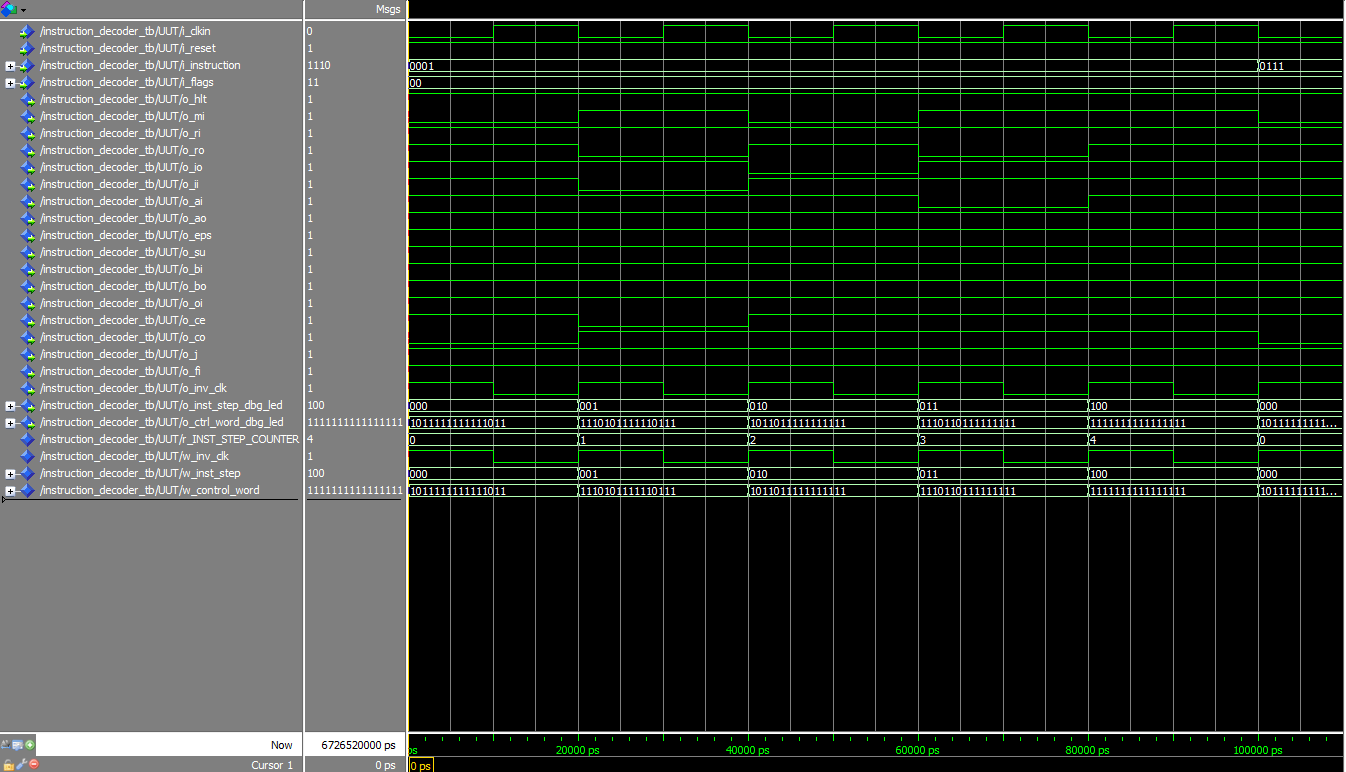 Msgs
/instruction_decoder_tb/UUT/i_clkin 0
/instruction_decoder_tb/UUT/i_reset 1
/instruction_decoder_tb/UUT/i_instruction 1110 0001 0111
/instruction_decoder_tb/UUT/i_flags 11 00
/instruction_decoder_tb/UUT/o_hlt 1
/instruction_decoder_tb/UUT/o_mi 1
/instruction_decoder_tb/UUT/o_ri 1
/instruction_decoder_tb/UUT/o_ro 1
/instruction_decoder_tb/UUT/o_io 1
/instruction_decoder_tb/UUT/o_ii 1
/instruction_decoder_tb/UUT/o_ai 1
/instruction_decoder_tb/UUT/o_ao 1
/instruction_decoder_tb/UUT/o_eps 1
/instruction_decoder_tb/UUT/o_su 1
/instruction_decoder_tb/UUT/o_bi 1
/instruction_decoder_tb/UUT/o_bo 1
/instruction_decoder_tb/UUT/o_oi 1
/instruction_decoder_tb/UUT/o_ce 1
/instruction_decoder_tb/UUT/o_co 1
/instruction_decoder_tb/UUT/o_j 1
/instruction_decoder_tb/UUT/o_fi 1
/instruction_decoder_tb/UUT/o_inv_clk 1
/instruction_decoder_tb/UUT/o_inst_step_dbg_led 100 000 001 010 011 100 000
/instruction_decoder_tb/UUT/o_ctrl_word_dbg_led 1111111111111111 1011111111111011 1110101111110111 1011011111111111 1110110111111111 1111111111111111 10111111111...
/instruction_decoder_tb/UUT/r_INST_STEP_COUNTER 4 0 1 2 3 4 0
/instruction_decoder_tb/UUT/w_inv_clk 1
/instruction_decoder_tb/UUT/w_inst_step 100 000 001 010 011 100 000
/instruction_decoder_tb/UUT/w_control_word 1111111111111111 1011111111111011 1110101111110111 1011011111111111 1110110111111111 1111111111111111 10111111111...
Now 6726520000 ps ps 20000 ps 40000 ps 60000 ps 80000 ps 100000 ps
Cursor 1 0 ps 0 ps